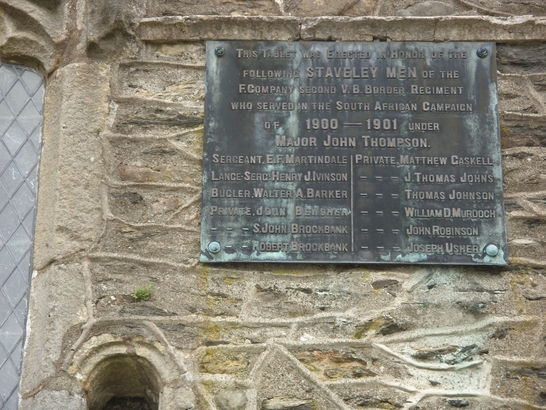 THIS TABLET WAS ERECTED IN HONOR OF THE
FOLLOWING STAVELEY MEN OF THE
F.COMPANY SECOND V.B. BORDER REGIMENT
WHO SERVED IN THE SOUTH AFRICAN CAMPAIGN
OF 1900 — 1901 UNDER
MAJOR JOHN THOMPSON.
SERGEANT, E.F. MARTINDALE
LANCE-SERG: HENRY J. IVINSON
BUGLER, WALTER A. BARKER
PRIVATE, JOHN
- - - S. JOHN BROCKBANK
- - - ROBERT BROCKBANK
PRIVATE, MATTHEW CASKELL
- - - J. THOMAS JOHNS
- - - THOMAS JOHNSON
- - - WILLIAM D. MURDOCH
- - - JOHN ROBINSON
- - - JOSEPH USHER